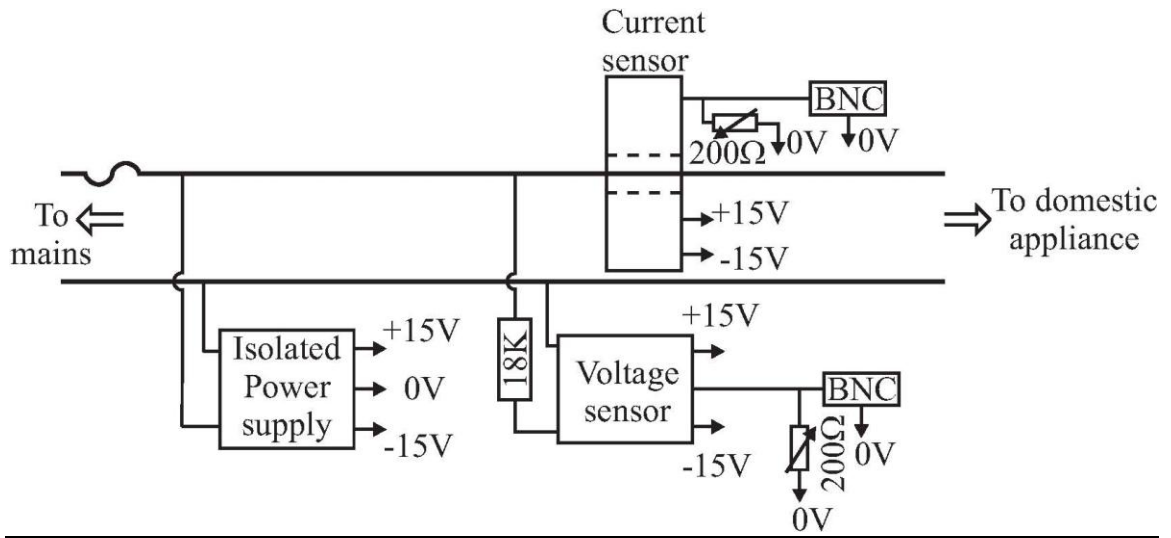 Current
sensor
BNC
200Ω
0V
0V
To
mains
+15V
-15V
To domestic
appliance
Isolated
Power
supply
+15V
0V
-15V
18K
Voltage
sensor
+15V
-15V
BNC
200Ω
0V
0V